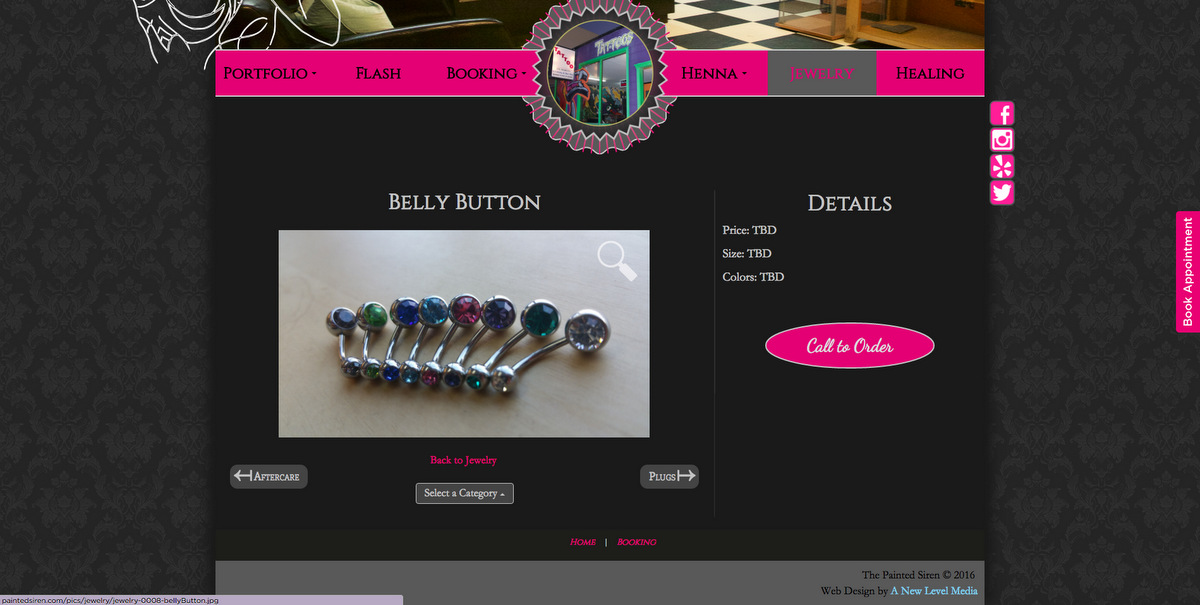 Portfolio
Flash
Booking
TATTOOS
TATTOO
Henna
Jewelry
Healing
Book Appointment
Belly Button
Details
Price: TBD
Size: TBD
Colors: TBD
Call to Order
Back to Jewelry
Aftercare
Plugs
Select a Category
Home | Booking
The Painted Siren © 2016
Web Design by A New Level Media
paintedsiren.com/pics/jewelry/jewelry-0008-bellyButton.jpg